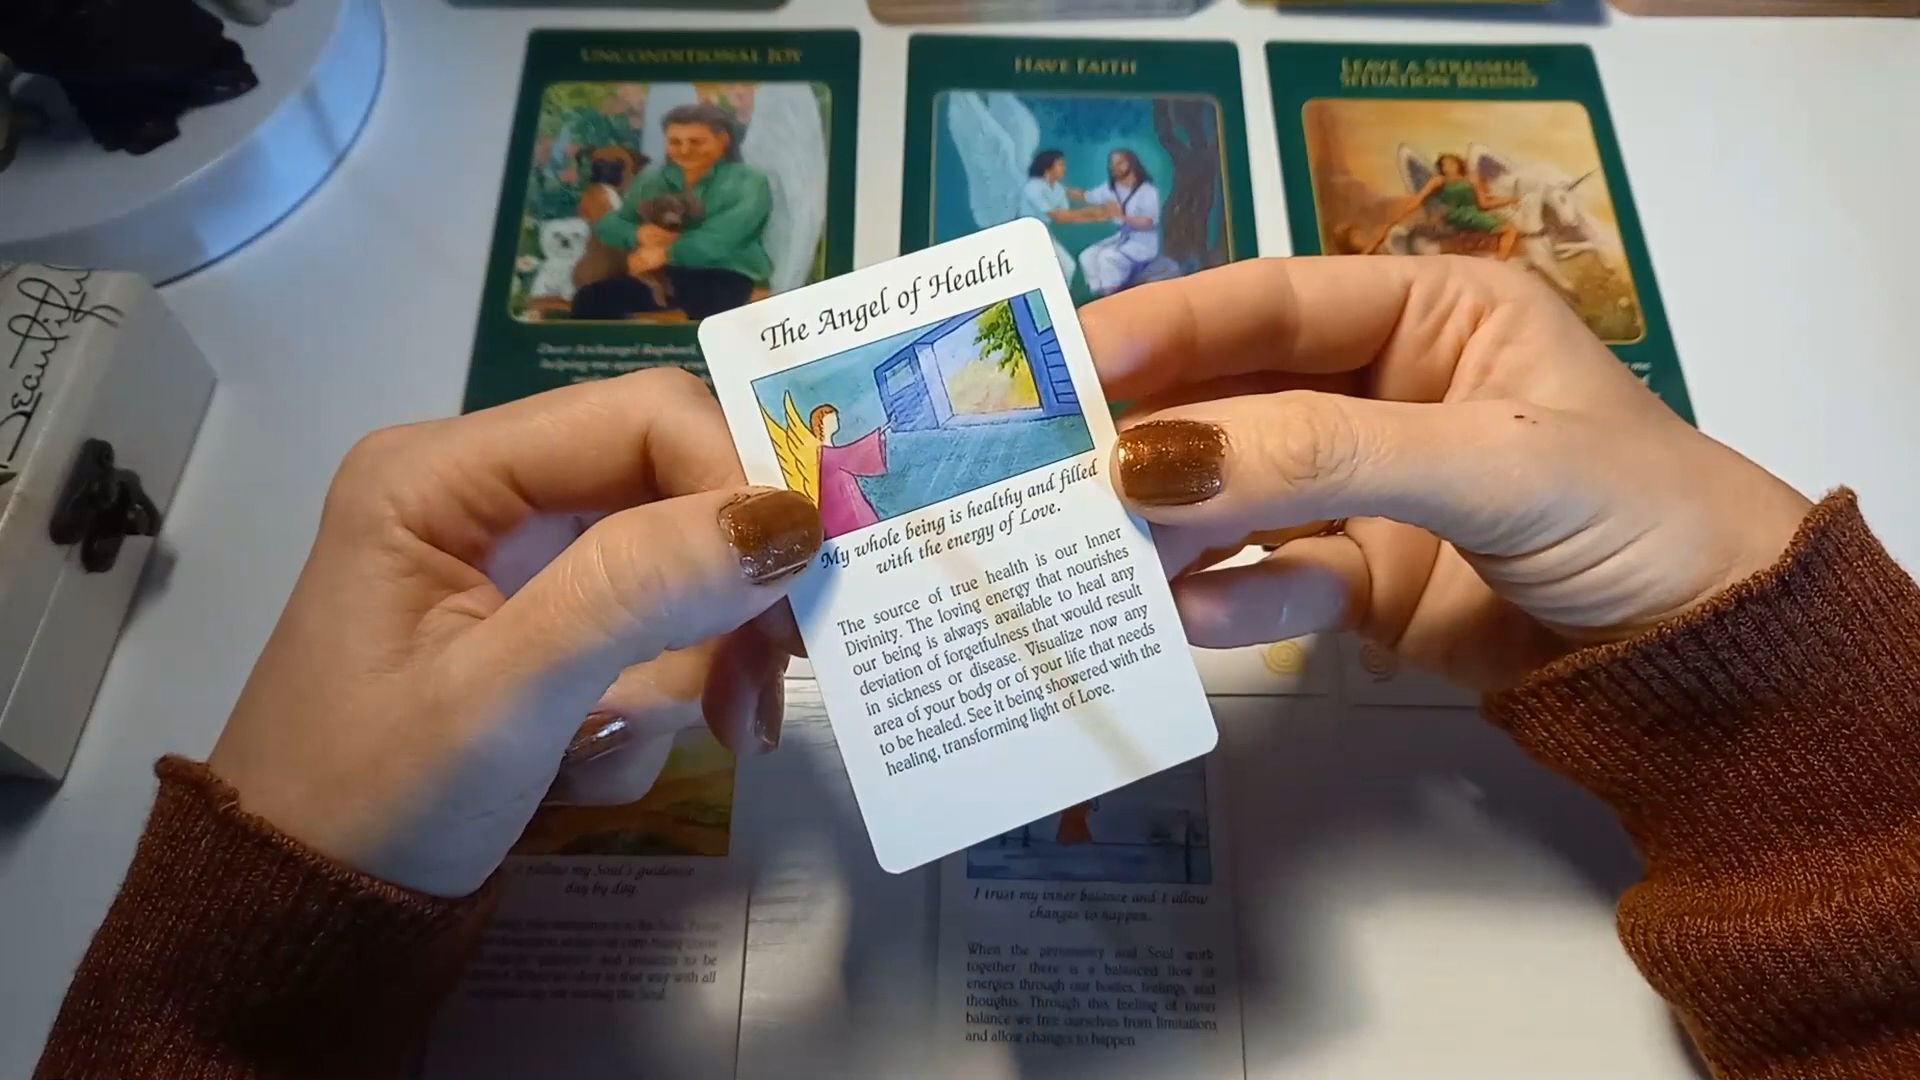 UNCONDITIONAL JOY
HAVE FAITH
LEAVE A STRESSFUL
SITUATION BEHIND
Dear Archangel Raphael,
me
Beautiful
The Angel of Health
My whole being is healthy and filled
with the energy of Love.
The source of true health is our Inner
Divinity. The loving energy that nourishes
our being is always available to heal any
deviation of forgetfulness that would result
in sickness or disease. Visualize now any
area of your body or of your life that needs
to be healed. See it being showered with the
healing, transforming light of Love.
I follow my Soul's guidance
day by day.
I trust my inner balance and I allow
changes to happen.
When the personality and Soul work
together, there is a balanced flow of
energies through our bodies, feelings, and
thoughts. Through this feeling of inner
balance we free ourselves from limitations
and allow changes to happen